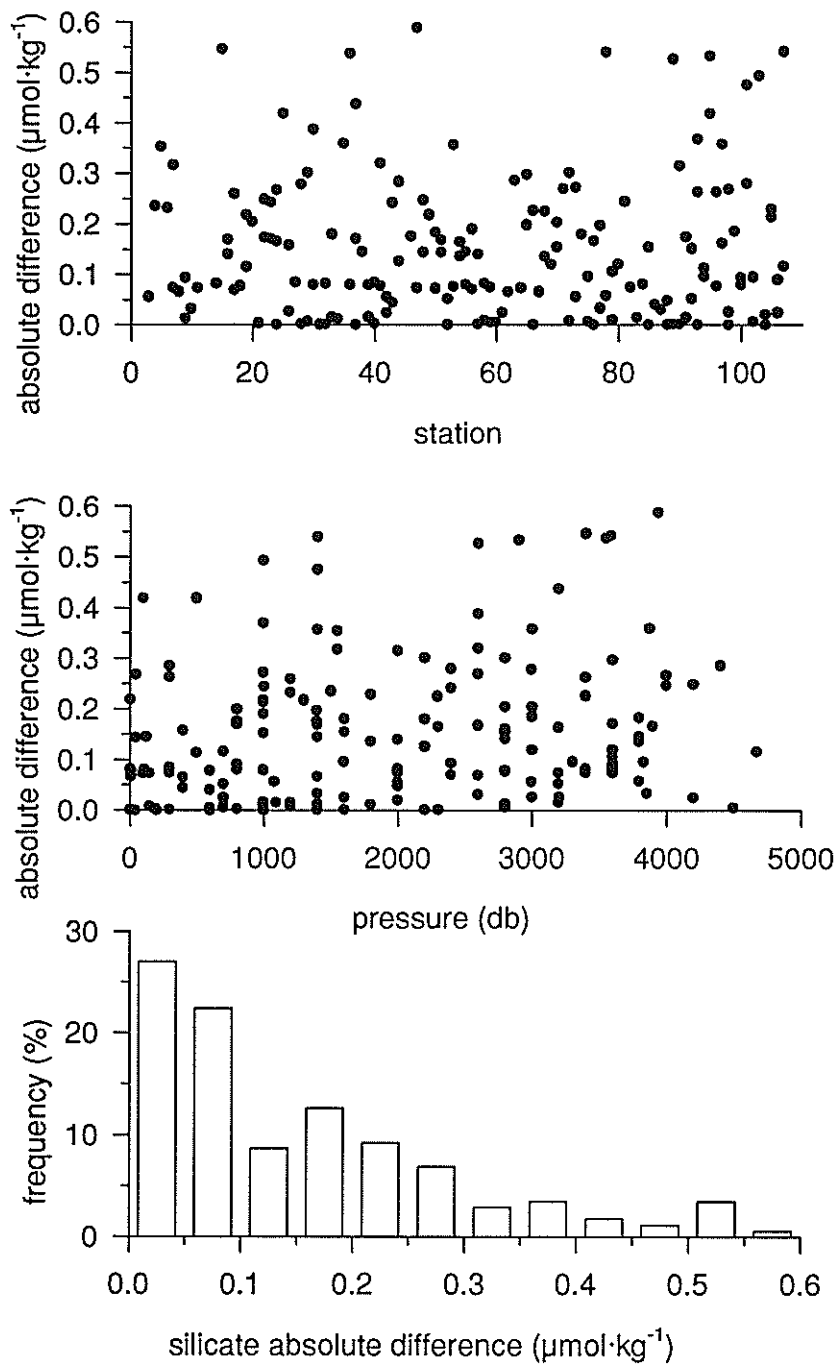 absolute difference (µmol·kg⁻¹)
0.6
0.5
0.4
0.3
0.2
0.1
0.0
0 20 40 60 80 100
station
absolute difference (µmol·kg⁻¹)
0.6
0.5
0.4
0.3
0.2
0.1
0.0
0 1000 2000 3000 4000 5000
pressure (db)
frequency (%)
30
20
10
0
0.0 0.1 0.2 0.3 0.4 0.5 0.6
silicate absolute difference (µmol·kg⁻¹)